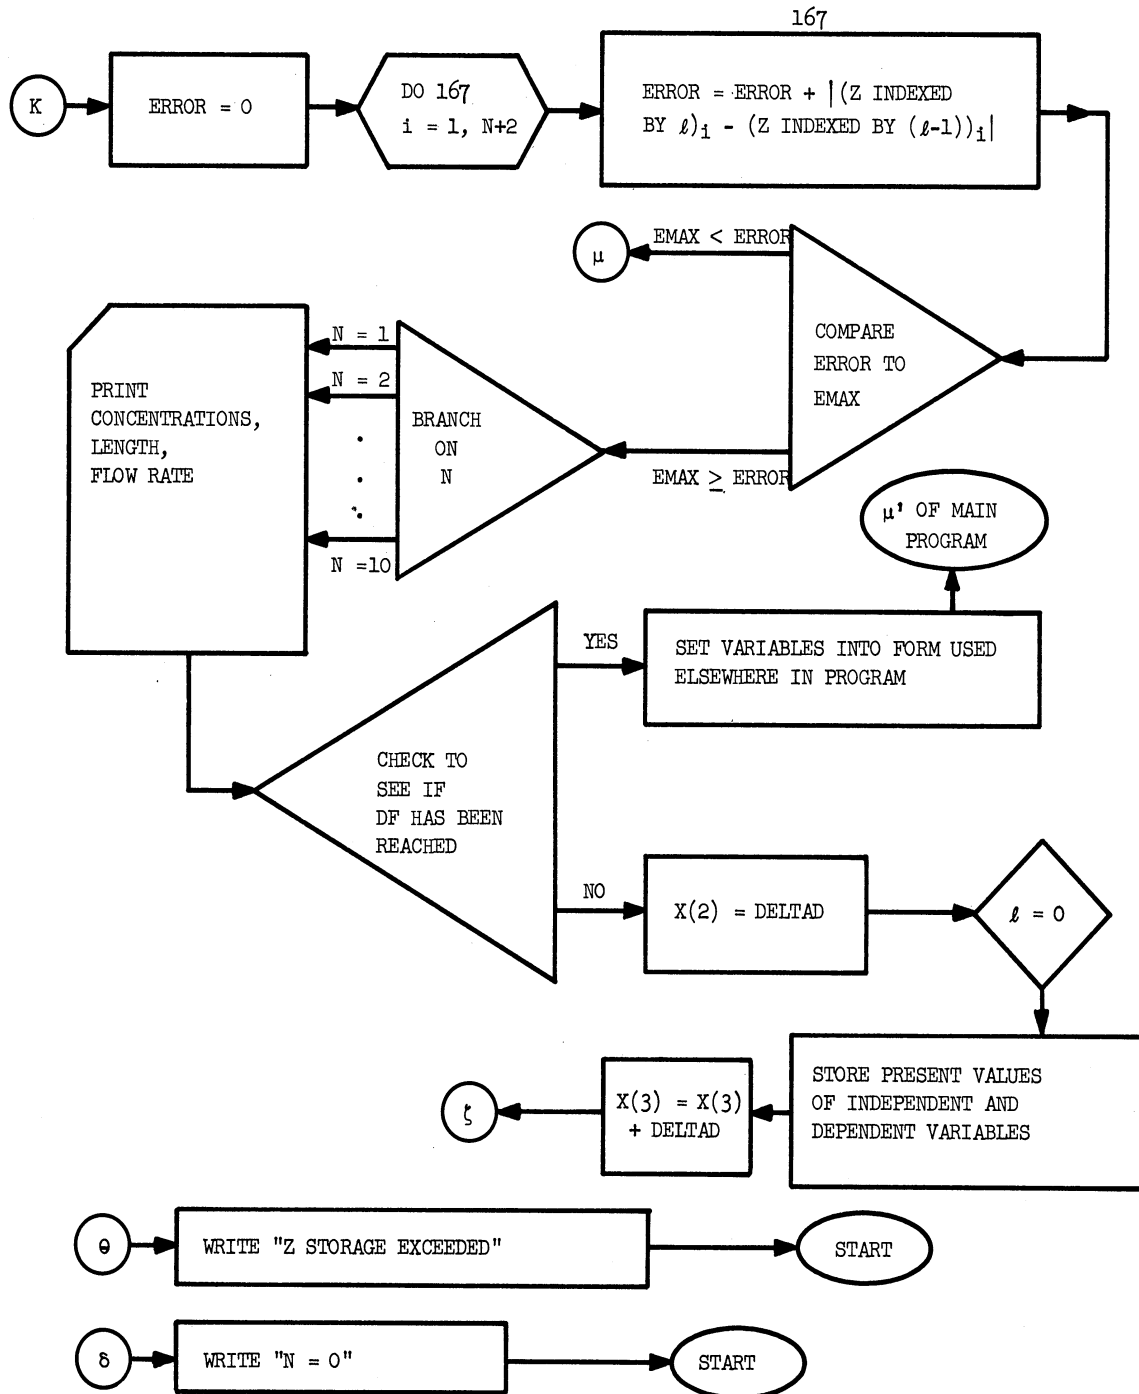 167
K
ERROR = 0
DO 167
i = 1, N+2
ERROR = ERROR + |(Z INDEXED
BY ℓ)i - (Z INDEXED BY (ℓ-1))i|
μ
EMAX < ERROR
COMPARE
ERROR TO
EMAX
N = 1
N = 2
.
.
.
N =10
PRINT
CONCENTRATIONS,
LENGTH,
FLOW RATE
BRANCH
ON
N
EMAX ≥ ERROR
μ' OF MAIN
PROGRAM
YES
SET VARIABLES INTO FORM USED
ELSEWHERE IN PROGRAM
CHECK TO
SEE IF
DF HAS BEEN
REACHED
NO
X(2) = DELTAD
ℓ = 0
STORE PRESENT VALUES
OF INDEPENDENT AND
DEPENDENT VARIABLES
X(3) = X(3)
+ DELTAD
ζ
θ
WRITE "Z STORAGE EXCEEDED"
START
δ
WRITE "N = 0"
START